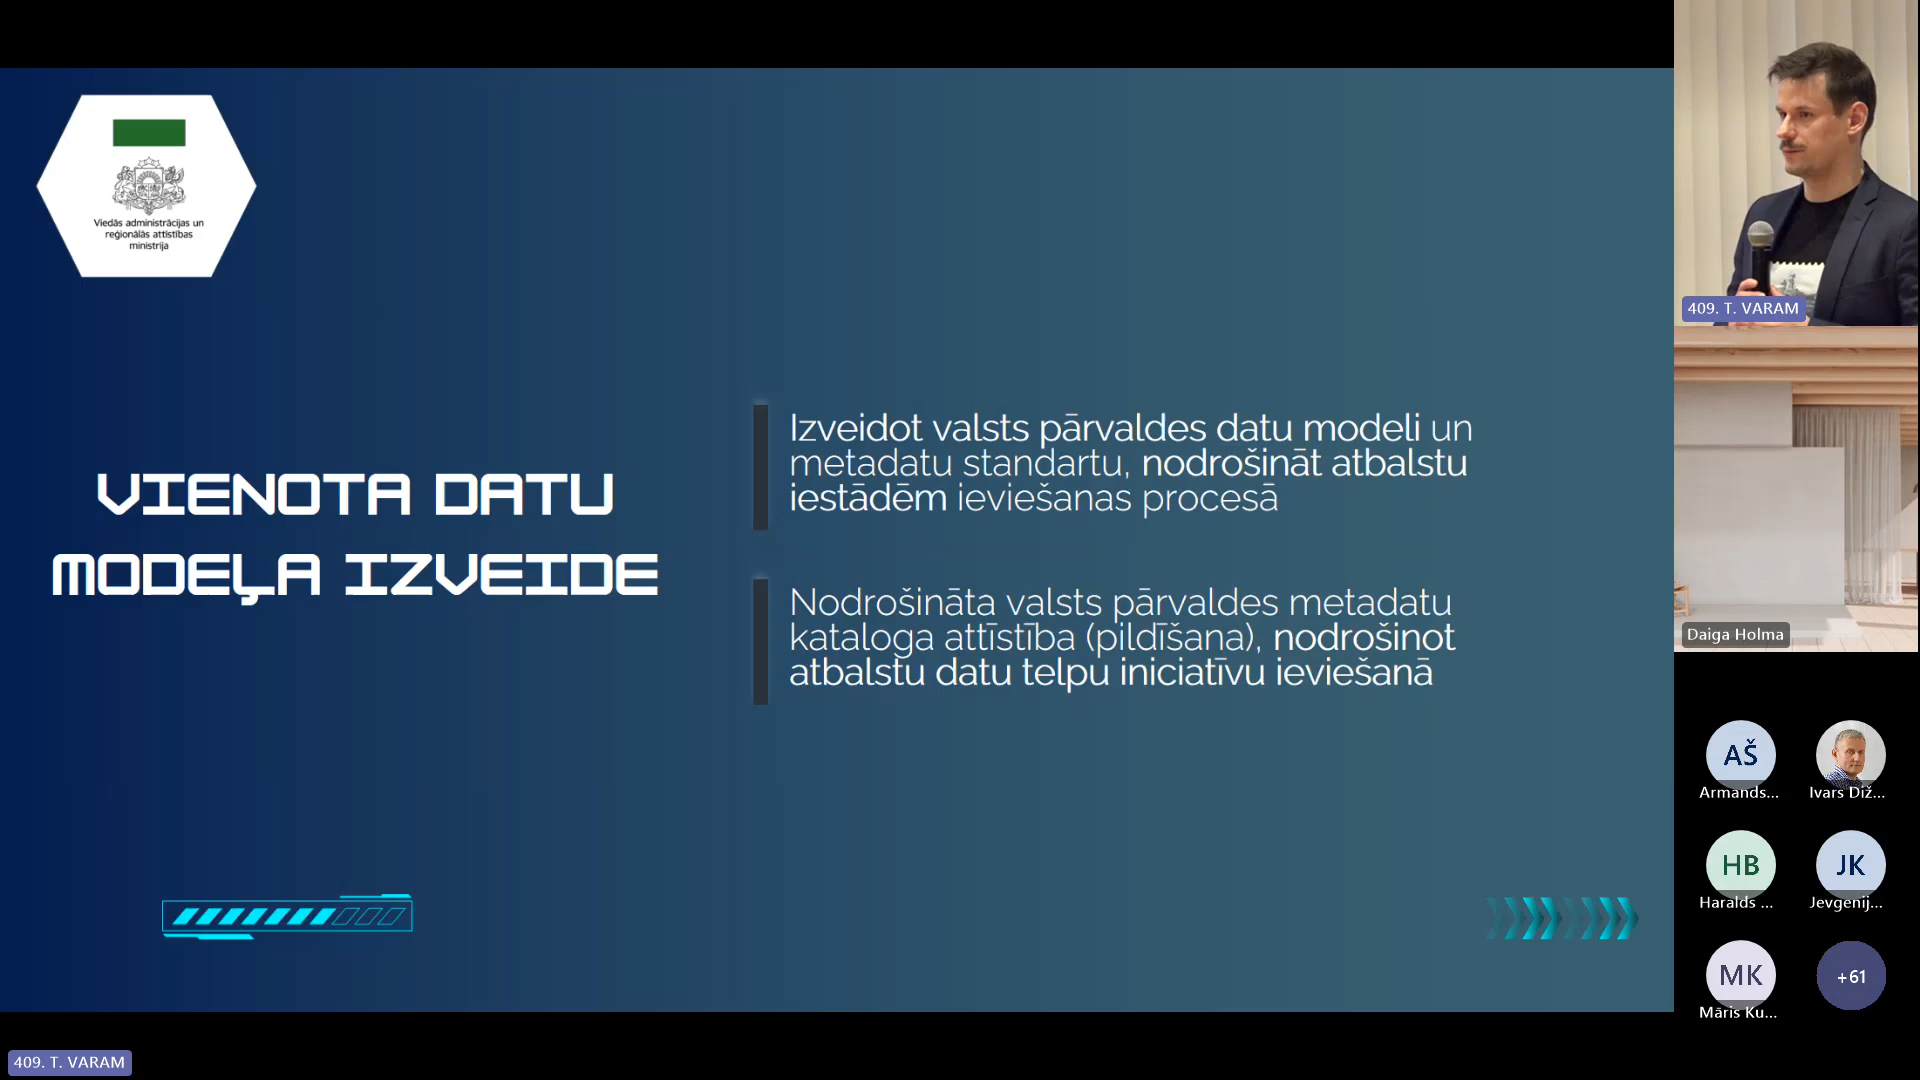 Viedās administrācijas un
reģionālās attīstības
ministrija
VIENOTA DATU
MODEĻA IZVEIDE
Izveidot valsts pārvaldes datu modeli un
metadatu standartu, nodrošināt atbalstu
iestādēm ieviešanas procesā
Nodrošināta valsts pārvaldes metadatu
kataloga attīstība (pildīšana), nodrošinot
atbalstu datu telpu iniciatīvu ieviešanā
409. T. VARAM
Daiga Holma
AŠ
Armands...
Ivars Diž...
HB
Haralds ...
JK
Jevgenij...
MK
Māris Ku...
+61
409. T. VARAM